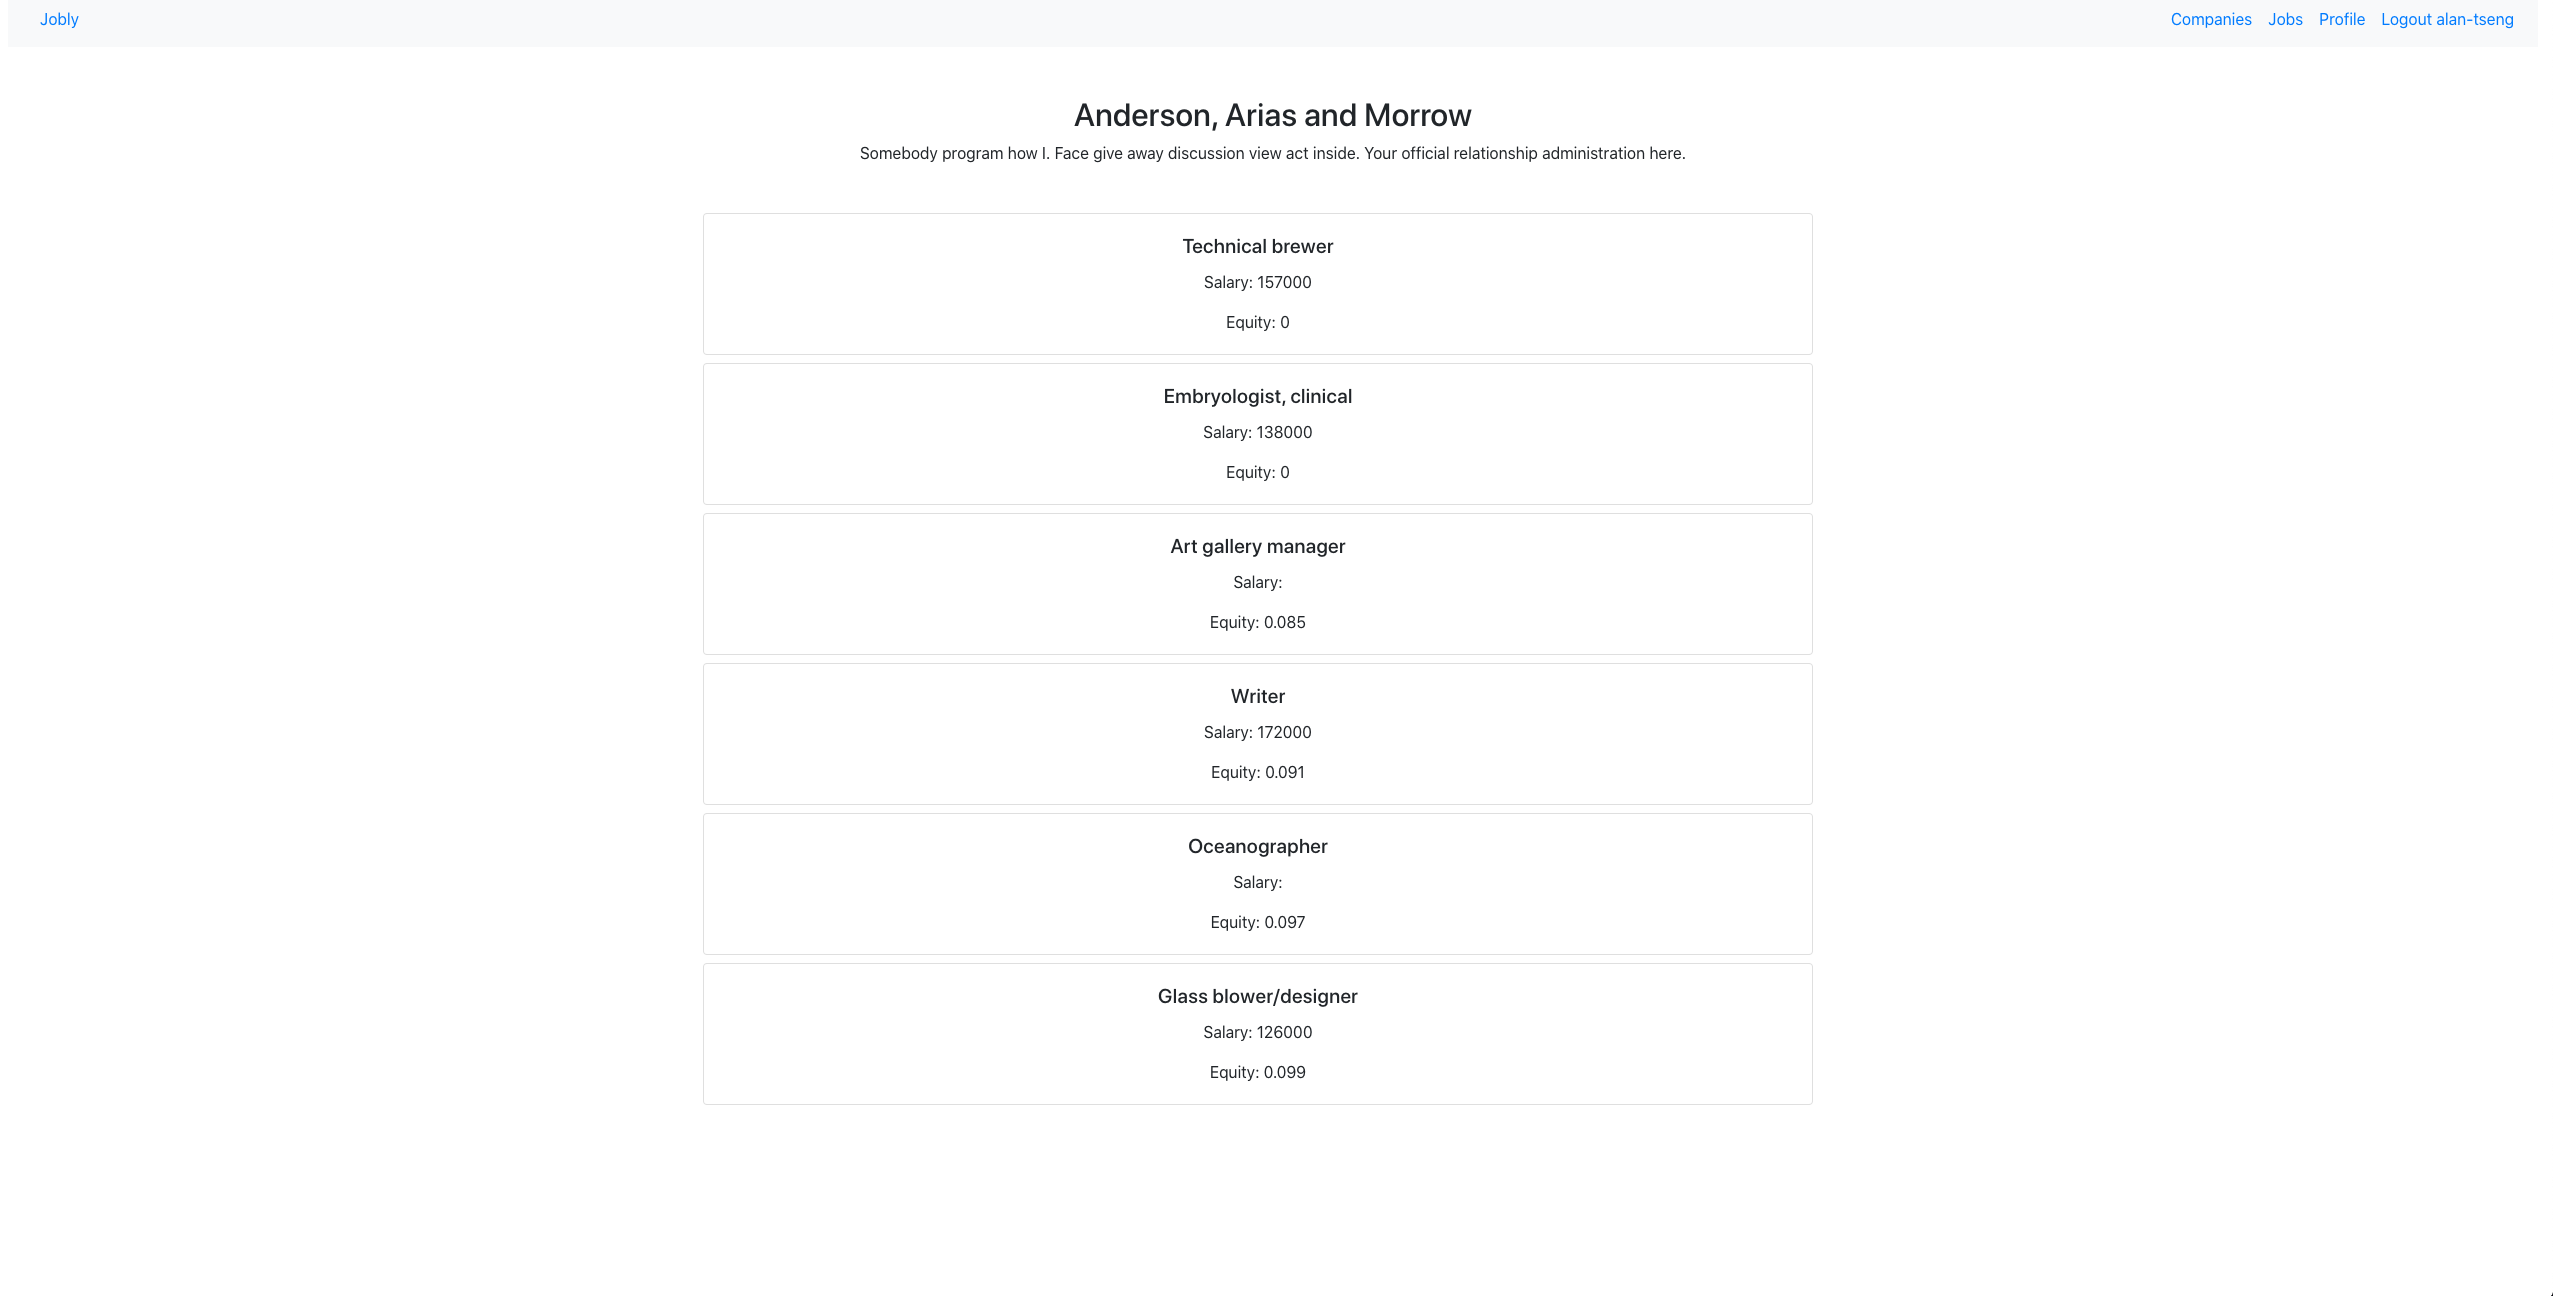 Jobly Companies Jobs Profile Logout alan-tseng
Anderson, Arias and Morrow
Somebody program how I. Face give away discussion view act inside. Your official relationship administration here.
Technical brewer
Salary: 157000
Equity: 0
Embryologist, clinical
Salary: 138000
Equity: 0
Art gallery manager
Salary:
Equity: 0.085
Writer
Salary: 172000
Equity: 0.091
Oceanographer
Salary:
Equity: 0.097
Glass blower/designer
Salary: 126000
Equity: 0.099